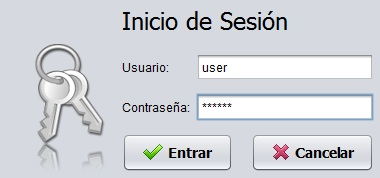 Inicio de Sesión
Usuario: user
Contraseña: ******
Entrar Cancelar